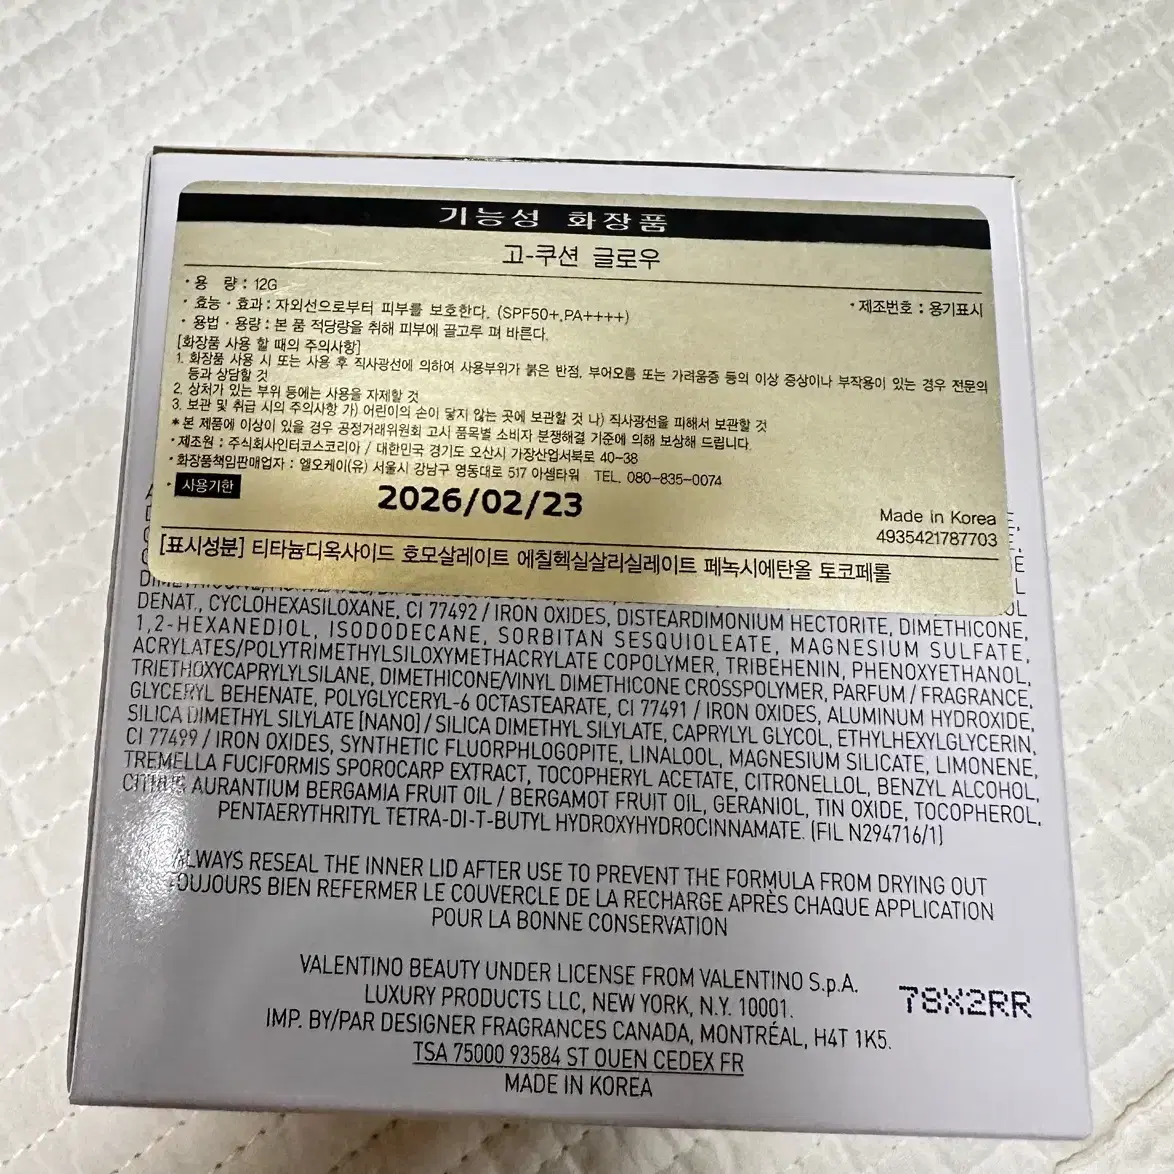 기능성 화장품
고-쿠션 글로우
· 용 량 : 12G
· 제조번호 : 용기표시
· 효능 · 효과 : 자외선으로부터 피부를 보호한다. (SPF50+,PA++++)
· 용법 · 용량 : 본 품 적당량을 취해 피부에 골고루 펴 바른다.
[화장품 사용 할 때의 주의사항]
1. 화장품 사용 시 또는 사용 후 직사광선에 의하여 사용부위가 붉은 반점, 부어오름 또는 가려움증 등의 이상 증상이나 부작용이 있는 경우 전문의
등과 상담할 것
2. 상처가 있는 부위 등에는 사용을 자제할 것
3. 보관 및 취급 시의 주의사항 가) 어린이의 손이 닿지 않는 곳에 보관할 것 나) 직사광선을 피해서 보관할 것
* 본 제품에 이상이 있을 경우 공정거래위원회 고시 품목별 소비자 분쟁해결 기준에 의해 보상해 드립니다.
· 제조원 : 주식회사인터코스코리아 / 대한민국 경기도 오산시 가장산업서북로 40-38
· 화장품책임판매업자 : 엘오케이(유) 서울시 강남구 영동대로 517 아셈타워 TEL. 080-835-0074
· 사용기한 2026/02/23
Made in Korea
4935421787703
[표시성분] 티타늄디옥사이드 호모살레이트 에칠헥실살리실레이트 페녹시에탄올 토코페롤
DENAT., CYCLOHEXASILOXANE, CI 77492 / IRON OXIDES, DISTEARDIMONIUM HECTORITE, DIMETHICONE,
1,2-HEXANEDIOL, ISODODECANE, SORBITAN SESQUIOLEATE, MAGNESIUM SULFATE,
ACRYLATES/POLYTRIMETHYLSILOXYMETHACRYLATE COPOLYMER, TRIBEHENIN, PHENOXYETHANOL,
TRIETHOXYCAPRYLYLSILANE, DIMETHICONE/VINYL DIMETHICONE CROSSPOLYMER, PARFUM / FRAGRANCE,
GLYCERYL BEHENATE, POLYGLYCERYL-6 OCTASTEARATE, CI 77491 / IRON OXIDES, ALUMINUM HYDROXIDE,
SILICA DIMETHYL SILYLATE [NANO] / SILICA DIMETHYL SILYLATE, CAPRYLYL GLYCOL, ETHYLHEXYLGLYCERIN,
CI 77499 / IRON OXIDES, SYNTHETIC FLUORPHLOGOPITE, LINALOOL, MAGNESIUM SILICATE, LIMONENE,
TREMELLA FUCIFORMIS SPOROCARP EXTRACT, TOCOPHERYL ACETATE, CITRONELLOL, BENZYL ALCOHOL,
CITRUS AURANTIUM BERGAMIA FRUIT OIL / BERGAMOT FRUIT OIL, GERANIOL, TIN OXIDE, TOCOPHEROL,
PENTAERYTHRITYL TETRA-DI-T-BUTYL HYDROXYHYDROCINNAMATE. (FIL N294716/1)
ALWAYS RESEAL THE INNER LID AFTER USE TO PREVENT THE FORMULA FROM DRYING OUT
TOUJOURS BIEN REFERMER LE COUVERCLE DE LA RECHARGE APRÈS CHAQUE APPLICATION
POUR LA BONNE CONSERVATION
VALENTINO BEAUTY UNDER LICENSE FROM VALENTINO S.p.A.
LUXURY PRODUCTS LLC, NEW YORK, N.Y. 10001.
78X2RR
IMP. BY/PAR DESIGNER FRAGRANCES CANADA, MONTRÉAL, H4T 1K5.
TSA 75000 93584 ST OUEN CEDEX FR
MADE IN KOREA